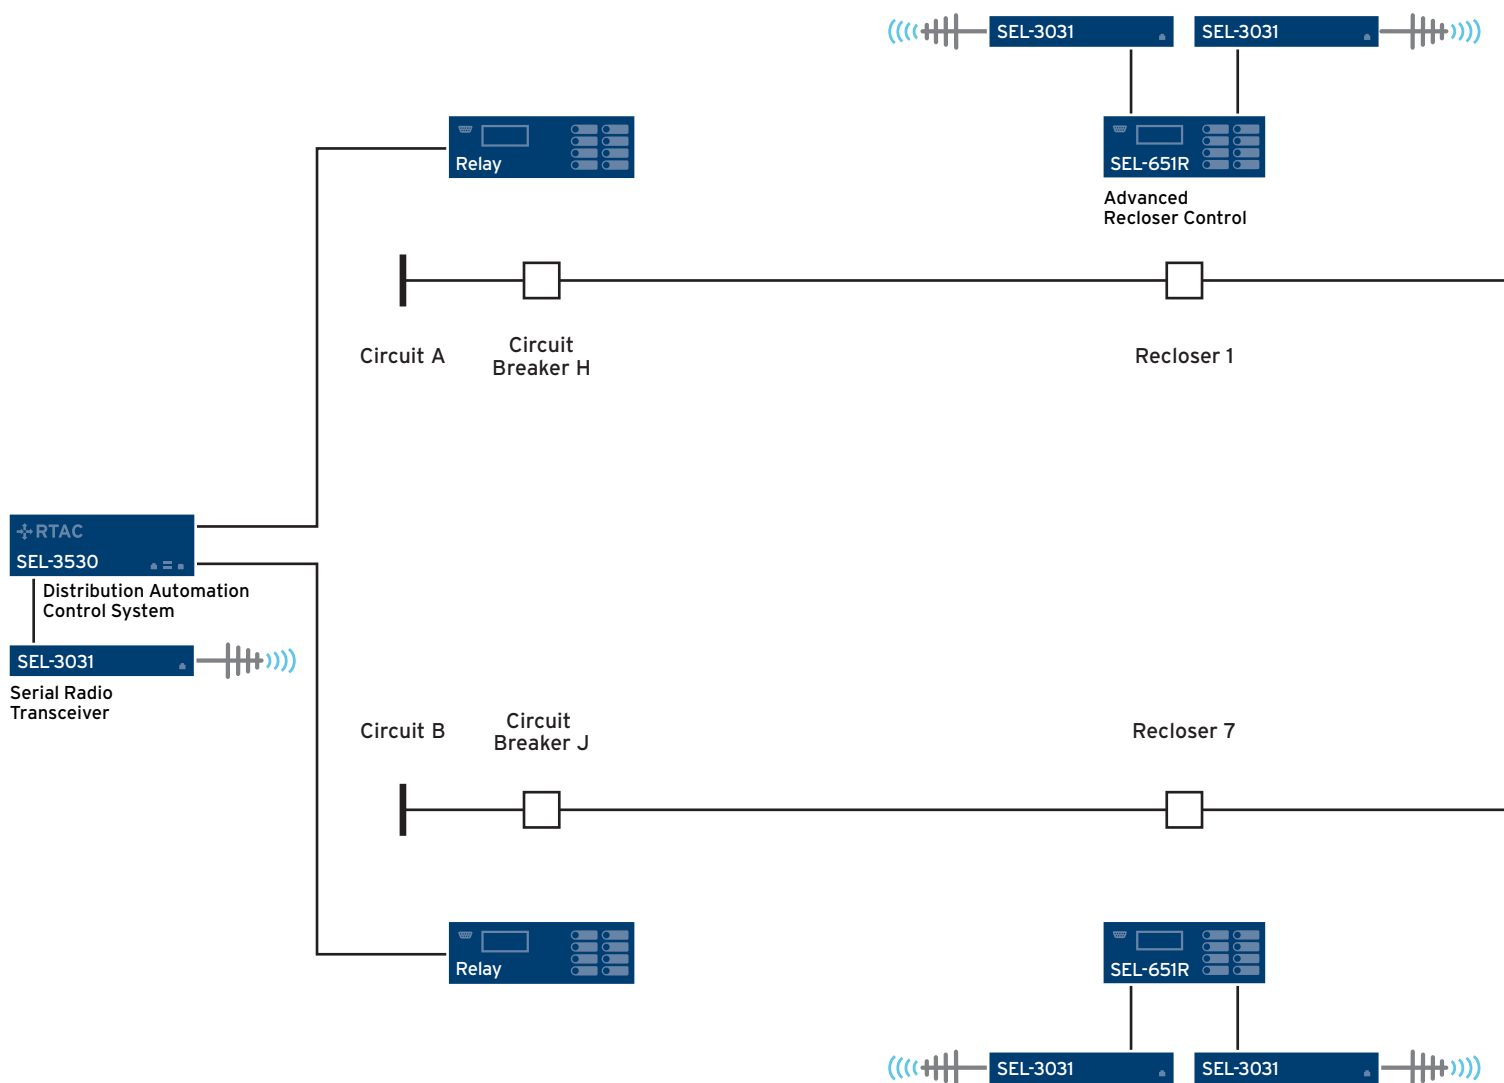 SEL-3031
SEL-3031
Relay
SEL-651R
Advanced
Recloser Control
Circuit A
Circuit
Breaker H
Recloser 1
RTAC
SEL-3530
Distribution Automation
Control System
SEL-3031
Serial Radio
Transceiver
Circuit B
Circuit
Breaker J
Recloser 7
Relay
SEL-651R
SEL-3031
SEL-3031